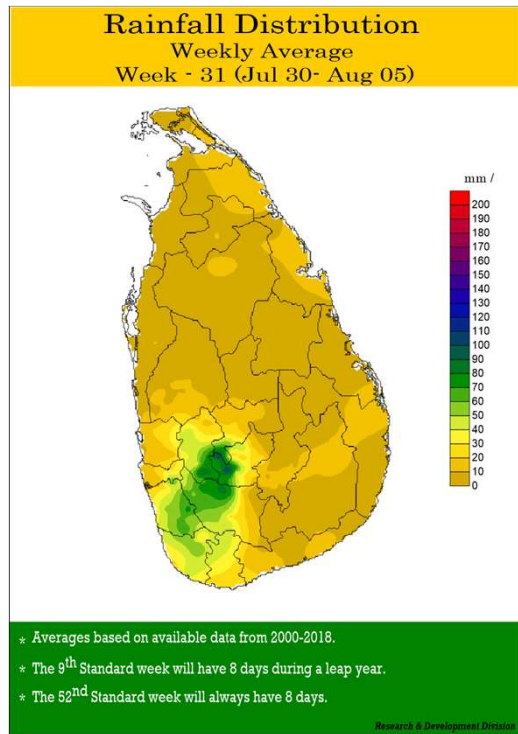 Rainfall Distribution
Weekly Average
Week - 31 (Jul 30- Aug 05)
mm /
200
190
180
170
160
150
140
130
120
110
100
90
80
70
60
50
40
30
20
10
0
* Averages based on available data from 2000-2018.
* The 9th Standard week will have 8 days during a leap year.
* The 52nd Standard week will always have 8 days.
Research & Development Division